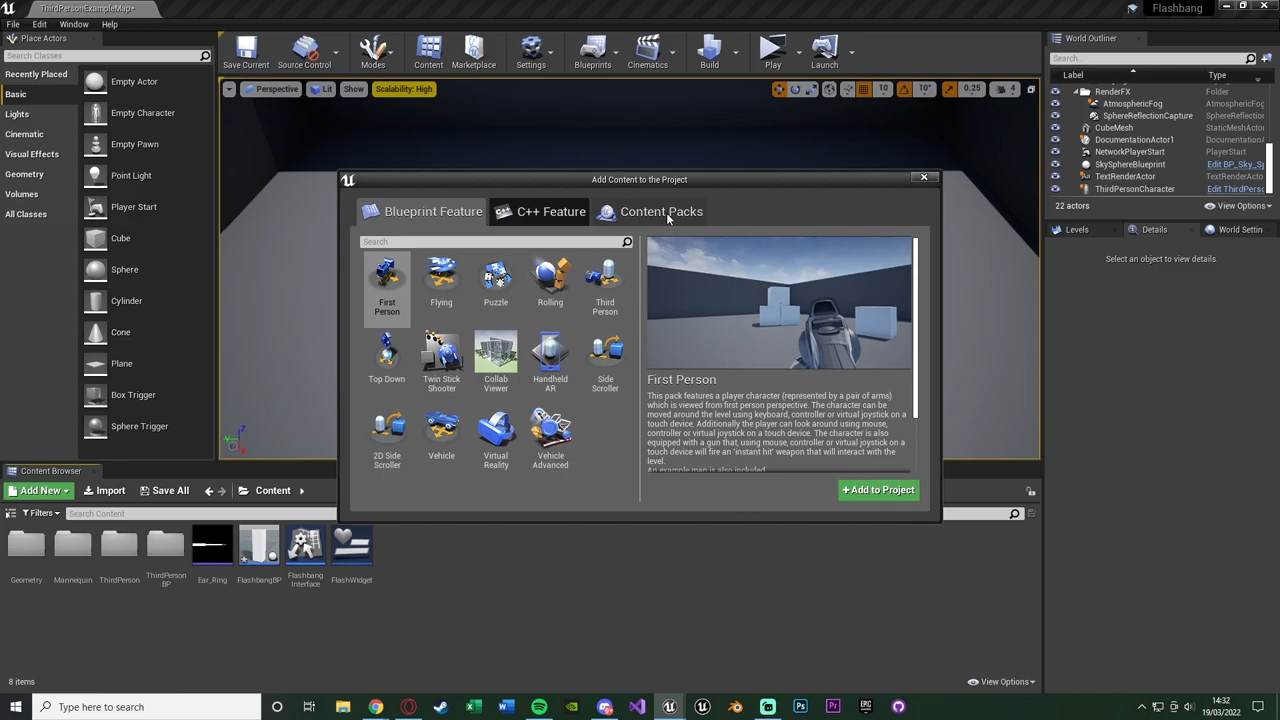 ThirdPersonExampleMap*
Flashbang
File Edit Window Help
Place Actors
Search Classes
Recently Placed
Basic
Lights
Cinematic
Visual Effects
Geometry
Volumes
All Classes
Empty Actor
Empty Character
Empty Pawn
Point Light
Player Start
Cube
Sphere
Cylinder
Cone
Plane
Box Trigger
Sphere Trigger
Save Current
Source Control
Modes
Content
Marketplace
Settings
Blueprints
Cinematics
Build
Play
Launch
Perspective Lit Show Scalability: High
10 10° 0.25 4
World Outliner
Search...
Label Type
RenderFX Folder
AtmosphericFog AtmosphericFog
SphereReflectionCapture SphereReflection
CubeMesh StaticMeshActor
DocumentationActor1 DocumentationA
NetworkPlayerStart PlayerStart
SkySphereBlueprint Edit BP_Sky_S
TextRenderActor TextRenderActor
ThirdPersonCharacter Edit ThirdPerso
22 actors View Options
Levels Details World Settin
Select an object to view details.
Add Content to the Project
Blueprint Feature C++ Feature Content Packs
Search
First Person
Flying
Puzzle
Rolling
Third Person
Top Down
Twin Stick Shooter
Collab Viewer
Handheld AR
Side Scroller
2D Side Scroller
Vehicle
Virtual Reality
Vehicle Advanced
First Person
This pack features a player character (represented by a pair of arms)
which is viewed from first person perspective. The character can be
moved around the level using keyboard, controller or virtual joystick on a
touch device. Additionally the player can look around using mouse,
controller or virtual joystick on a touch device. The character is also
equipped with a gun that, using mouse, controller or virtual joystick on a
touch device will fire an 'instant hit' weapon that will interact with the
level.
An example map is also included
+Add to Project
Content Browser
Add New Import Save All Content
Filters Search Content
Geometry
Mannequin
ThirdPerson
ThirdPerson BP
Ear_Ring
FlashbangBP
Flashbang Interface
FlashWidget
8 items View Options
Type here to search
14:32
19/03/2022